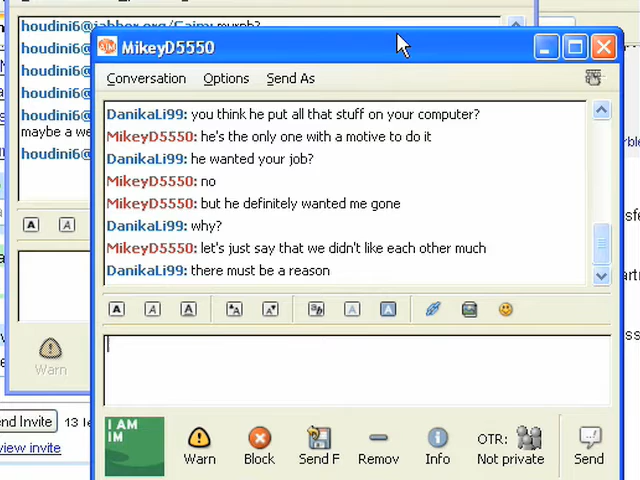 houdini6@jabber.org/Gaim: murph?
houdini6@
houdini6@
houdini6@
houdini6@
maybe a we
houdini6@
MikeyD5550
Conversation Options Send As
DanikaLi99: you think he put all that stuff on your computer?
MikeyD5550: he's the only one with a motive to do it
DanikaLi99: he wanted your job?
MikeyD5550: no
MikeyD5550: but he definitely wanted me gone
DanikaLi99: why?
MikeyD5550: let's just say that we didn't like each other much
DanikaLi99: there must be a reason
A A A A A ab A A
A A
Warn
I AM
IM
Warn Block Send F Remov Info OTR: Not private Send
nd Invite 13 le
view invite